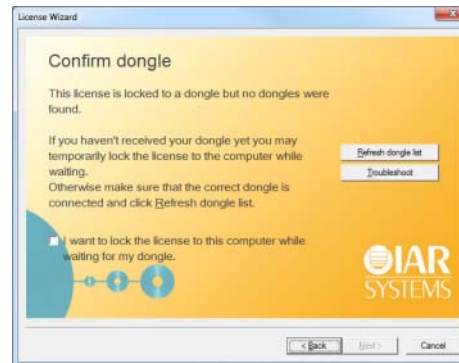 License Wizard
Confirm dongle
This license is locked to a dongle but no dongles were
found.
If you haven't received your dongle yet you may
temporarily lock the license to the computer while
waiting.
Otherwise make sure that the correct dongle is
connected and click Refresh dongle list.
Refresh dongle list
Troubleshoot
I want to lock the license to this computer while
waiting for my dongle.
IAR
SYSTEMS
< Back
Next >
Cancel